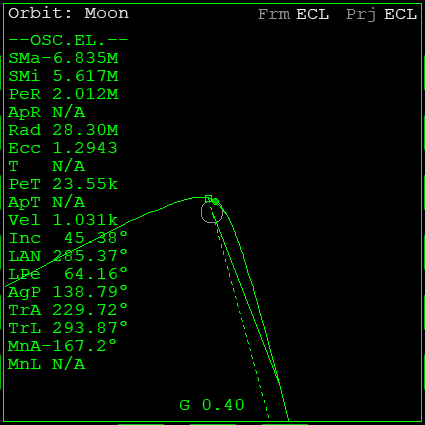 Orbit: Moon Frm ECL Prj ECL
--OSC.EL.--
SMa-6.835M
SMi 5.617M
PeR 2.012M
ApR N/A
Rad 28.30M
Ecc 1.2943
T N/A
PeT 23.55k
ApT N/A
Vel 1.031k
Inc 45.38°
LAN 285.37°
LPe 64.16°
AgP 138.79°
TrA 229.72°
TrL 293.87°
MnA-167.2°
MnL N/A
G 0.40